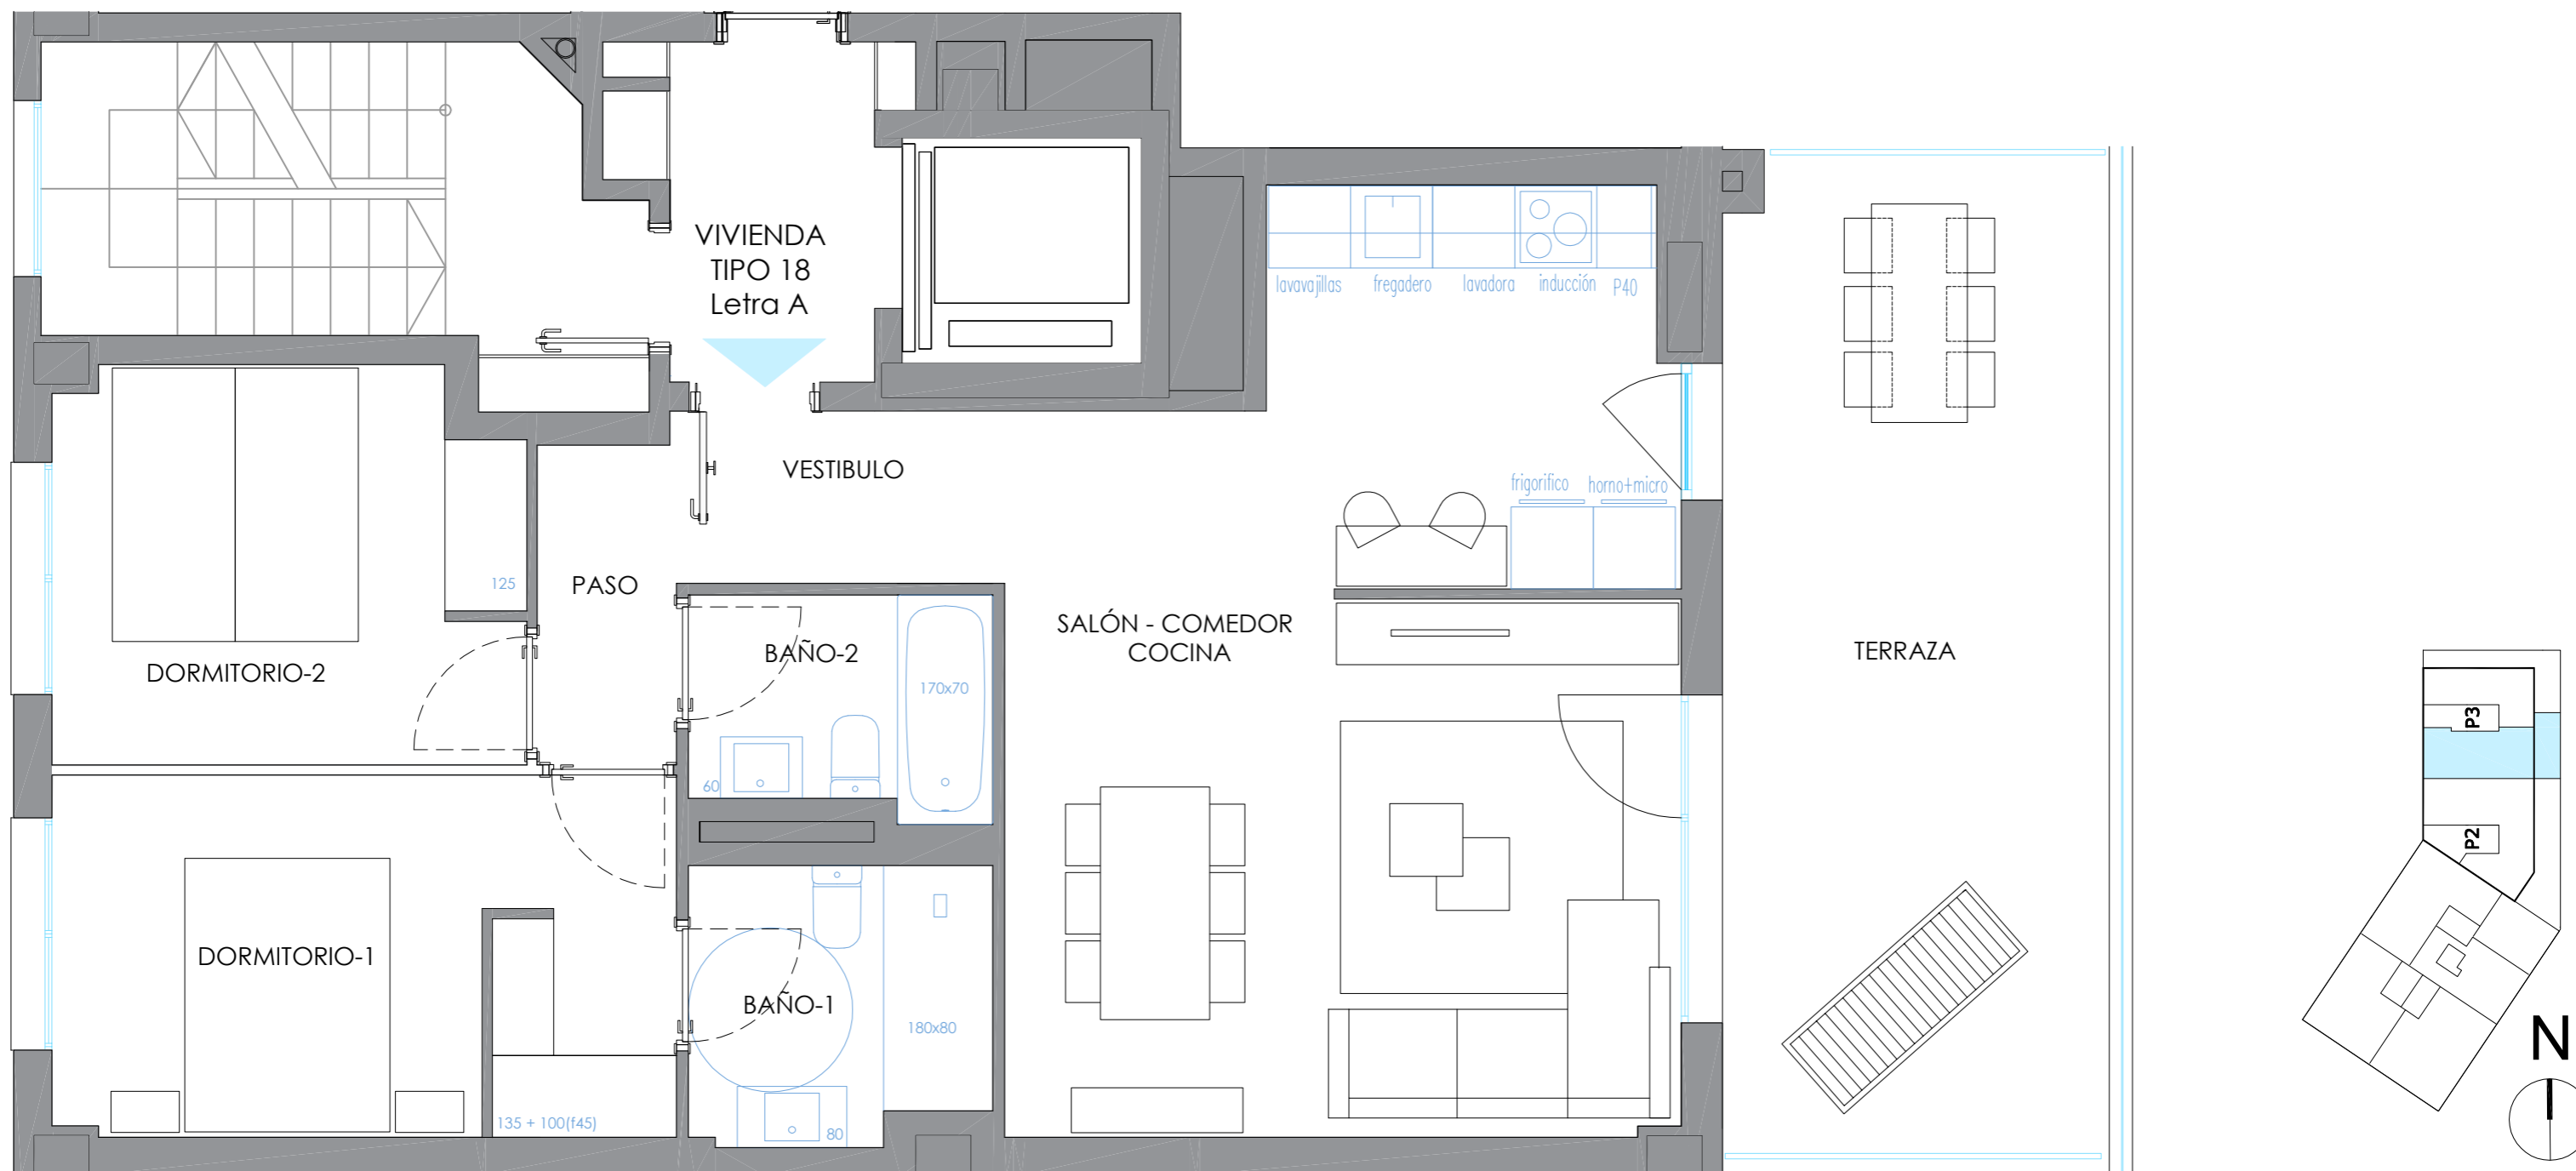 VIVIENDA
TIPO 18
Letra A
lavavajillas
fregadero
lavadora
inducción
P40
VESTIBULO
frigorifico
horno+micro
125
PASO
SALÓN - COMEDOR
COCINA
BAÑO-2
TERRAZA
DORMITORIO-2
170x70
60
P3
P2
DORMITORIO-1
BAÑO-1
180x80
N
135 + 100(f45)
80